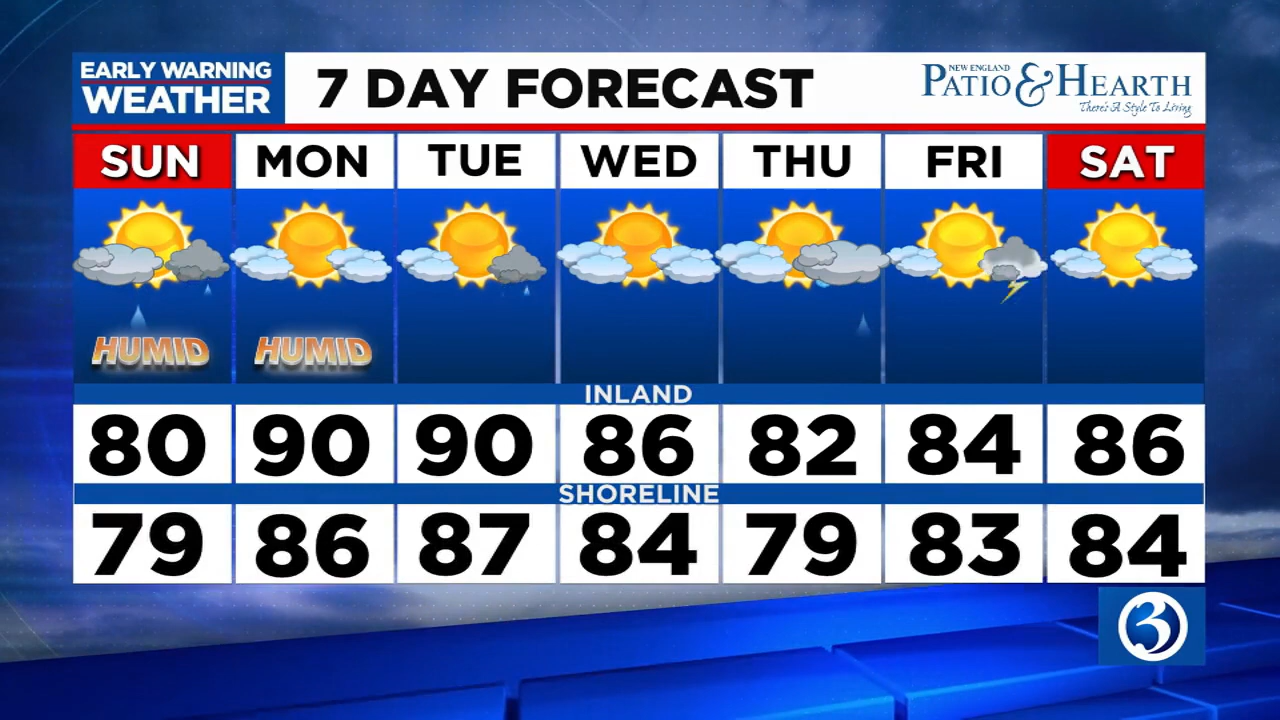 EARLY WARNING
WEATHER
7 DAY FORECAST
NEW ENGLAND
PATIO & HEARTH
There's A Style To Living
SUN MON TUE WED THU FRI SAT
HUMID HUMID
INLAND
80 90 90 86 82 84 86
SHORELINE
79 86 87 84 79 83 84
3